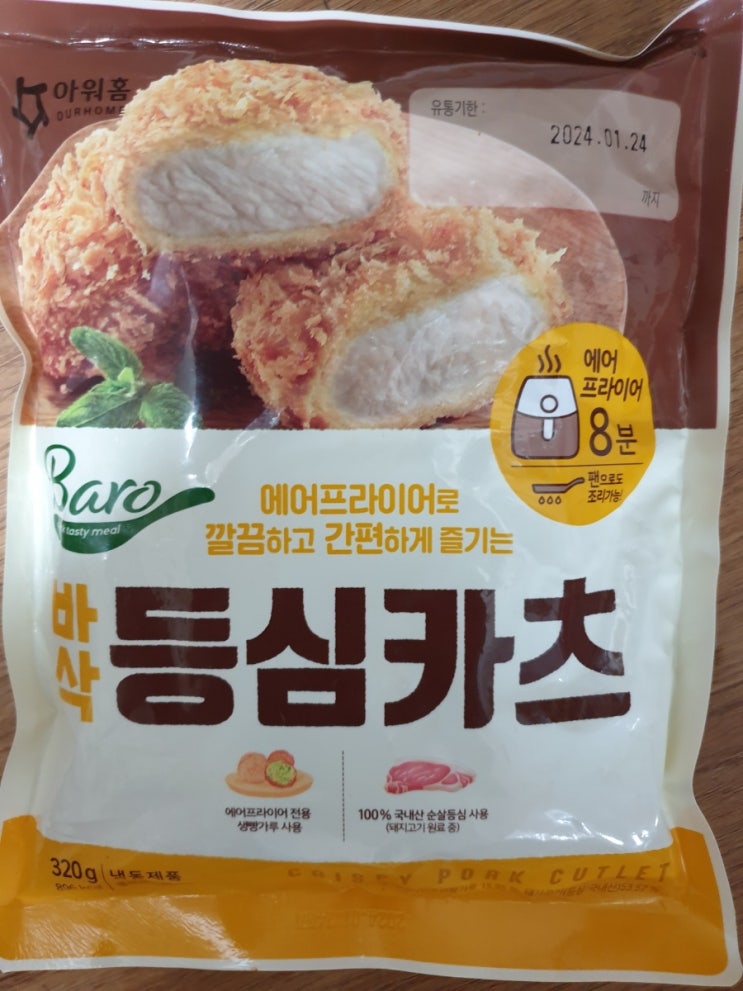 아워홈
OURHOME
유통기한 :
2024.01.24
까지
에어
프라이어
8분
팬으로도
조리가능!
Baro
tasty meal
에어프라이어로
깔끔하고 간편하게 즐기는
바삭
등심카츠
에어프라이어 전용
생빵가루 사용
100% 국내산 순살등심 사용
(돼지고기 원료 중)
320g 냉동제품
CRISPY PORK CUTLET